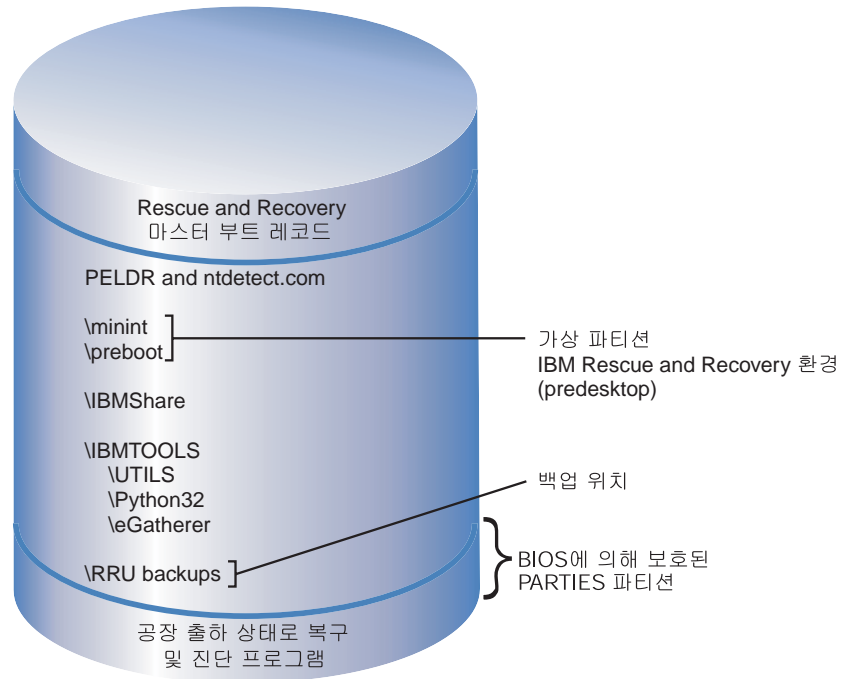 Rescue and Recovery
마스터 부트 레코드
PELDR and ntdetect.com
\minint
\preboot
가상 파티션
IBM Rescue and Recovery 환경
(predesktop)
\IBMShare
\IBMTOOLS
\UTILS
\Python32
\eGatherer
백업 위치
\RRU backups
BIOS에 의해 보호된
PARTIES 파티션
공장 출하 상태로 복구
및 진단 프로그램